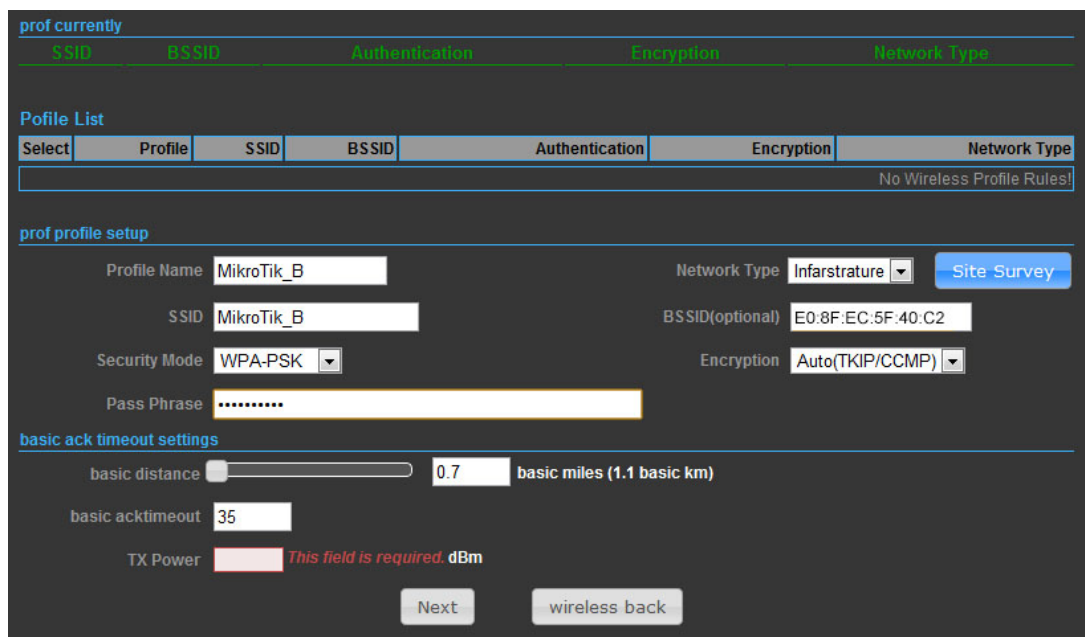 prof currently
SSID BSSID Authentication Encryption Network Type
Pofile List
Select Profile SSID BSSID Authentication Encryption Network Type
No Wireless Profile Rules!
prof profile setup
Profile Name MikroTik_B Network Type Infarstrature Site Survey
SSID MikroTik_B BSSID(optional) E0:8F:EC:5F:40:C2
Security Mode WPA-PSK Encryption Auto(TKIP/CCMP)
Pass Phrase ••••••••••
basic ack timeout settings
basic distance 0.7 basic miles (1.1 basic km)
basic acktimeout 35
TX Power This field is required. dBm
Next wireless back